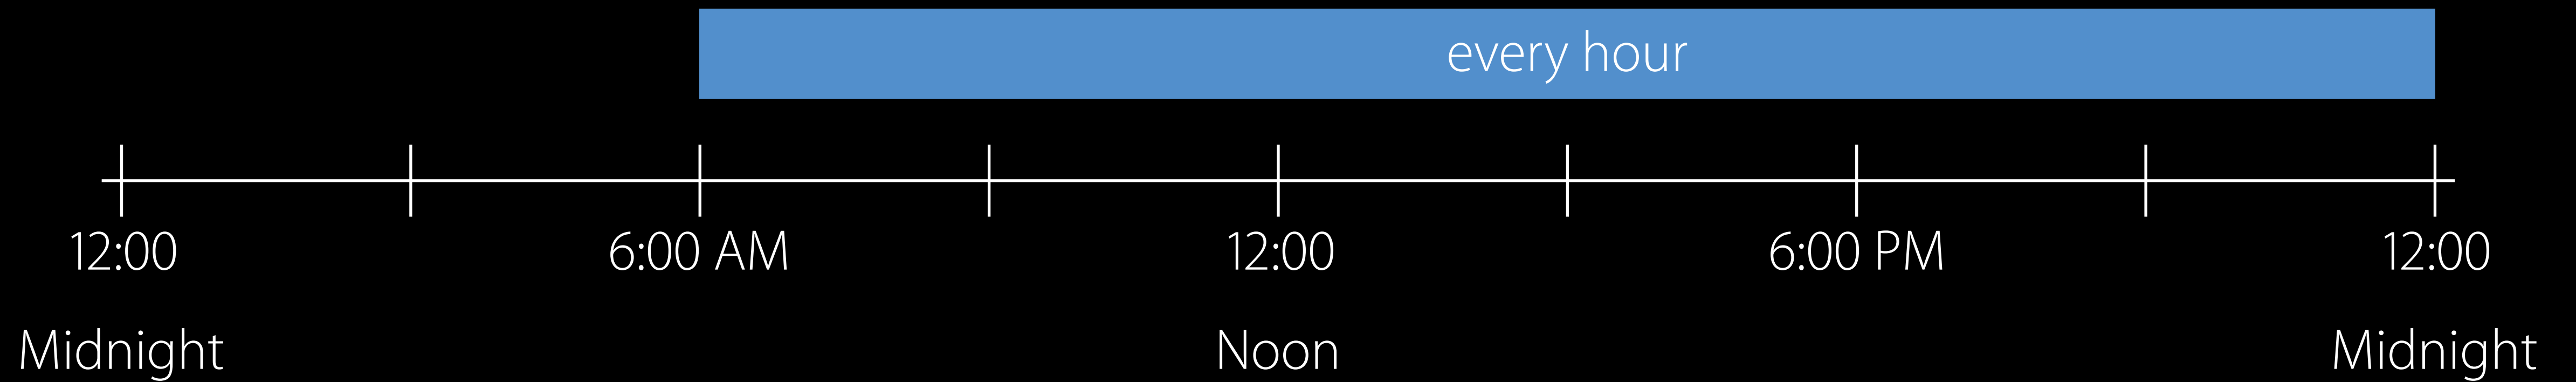 every hour
12:00 6:00 AM 12:00 6:00 PM 12:00
Midnight Noon Midnight